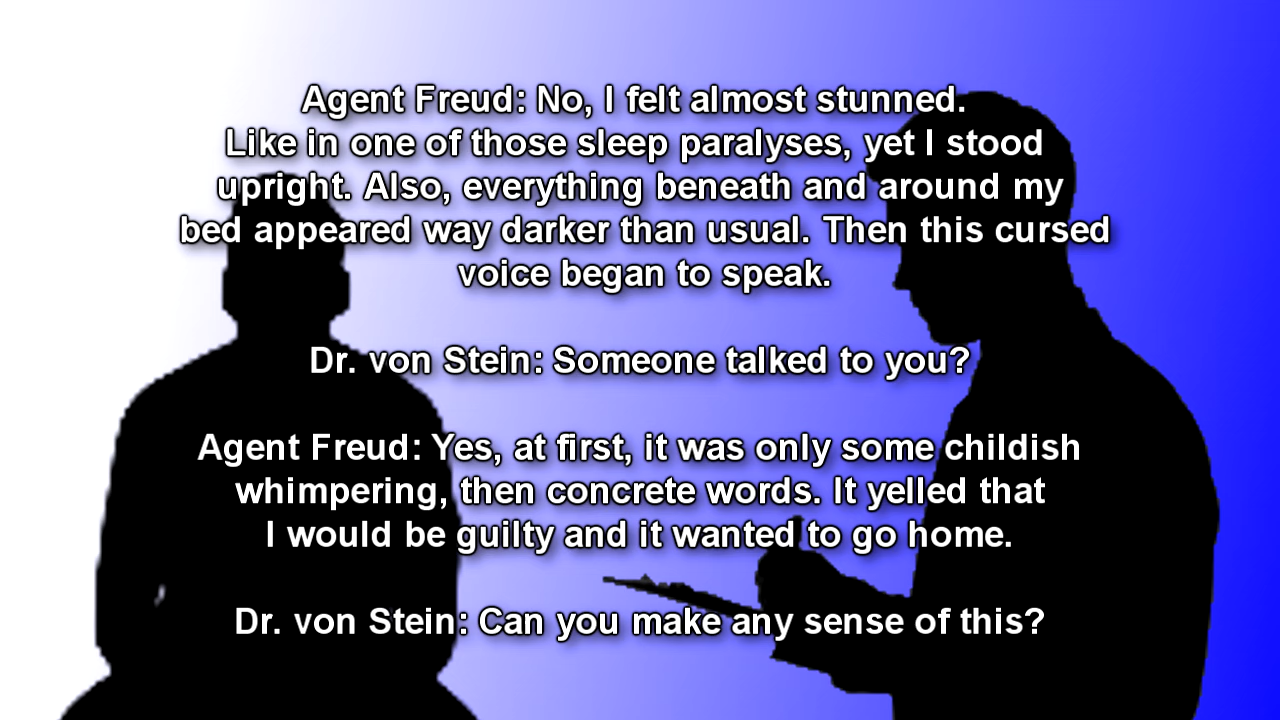 Agent Freud: No, I felt almost stunned.
Like in one of those sleep paralyses, yet I stood
upright. Also, everything beneath and around my
bed appeared way darker than usual. Then this cursed
voice began to speak.
Dr. von Stein: Someone talked to you?
Agent Freud: Yes, at first, it was only some childish
whimpering, then concrete words. It yelled that
I would be guilty and it wanted to go home.
Dr. von Stein: Can you make any sense of this?